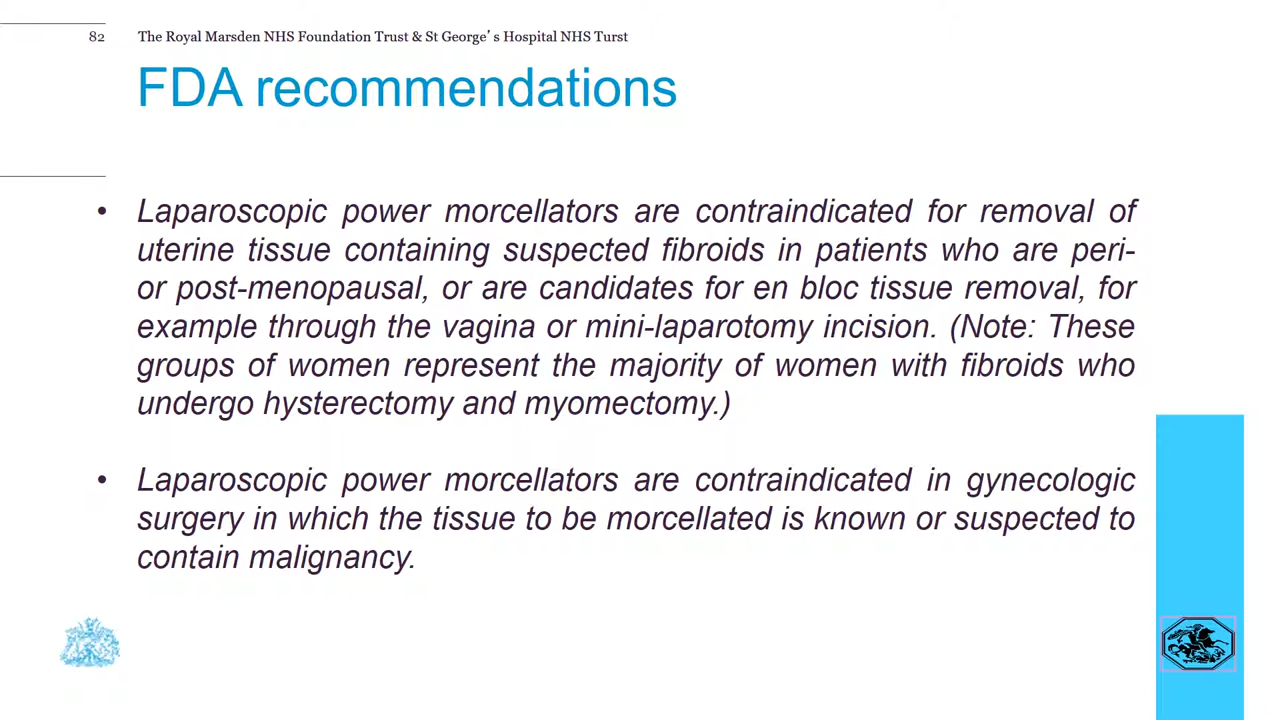 82 The Royal Marsden NHS Foundation Trust & St George's Hospital NHS Turst
FDA recommendations
• Laparoscopic power morcellators are contraindicated for removal of
uterine tissue containing suspected fibroids in patients who are peri-
or post-menopausal, or are candidates for en bloc tissue removal, for
example through the vagina or mini-laparotomy incision. (Note: These
groups of women represent the majority of women with fibroids who
undergo hysterectomy and myomectomy.)
• Laparoscopic power morcellators are contraindicated in gynecologic
surgery in which the tissue to be morcellated is known or suspected to
contain malignancy.